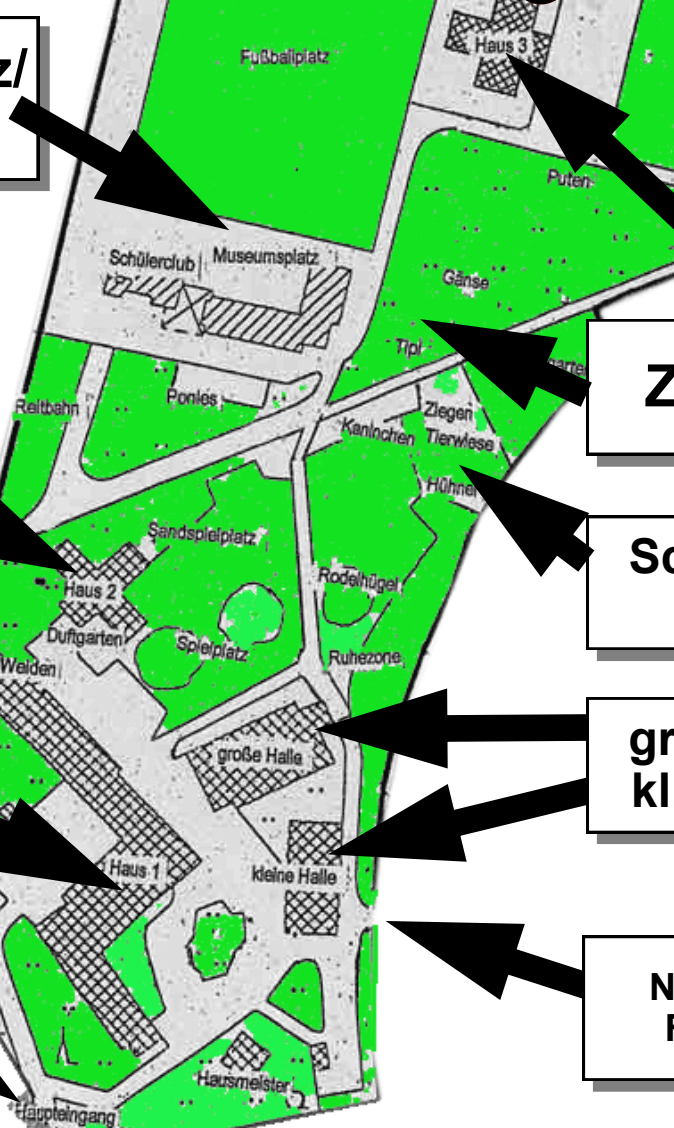 Fußballplatz
Haus 3
z/
Puten
Schülerclub
Museumsplatz
Gänse
Tipi
garten
Z
Ponies
Reitbahn
Ziegen
Kaninchen
Tierwiese
Hühner
Sandspielplatz
Sc
Rodelhügel
Haus 2
Duftgarten
Spielplatz
Ruhezone
Weiden
große Halle
gr
kl
Haus 1
kleine Halle
N
F
Hausmeister
Haupteingang